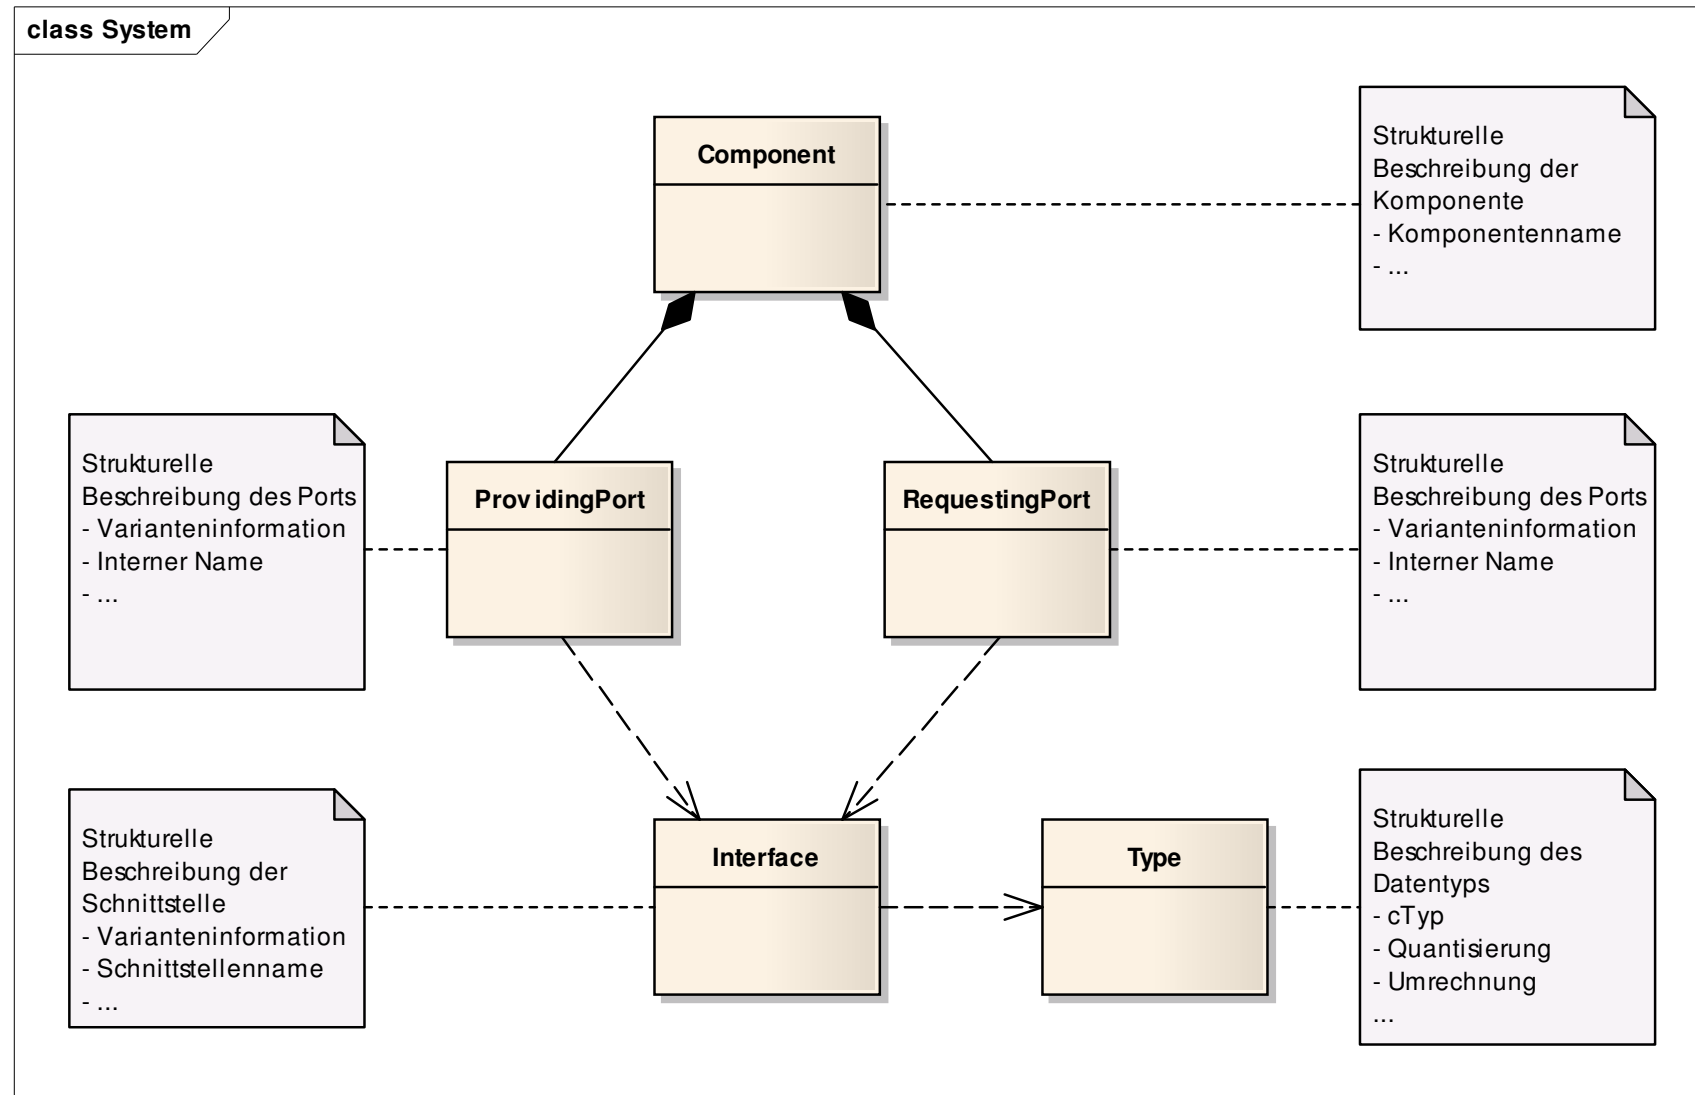 class System
Component
Strukturelle
Beschreibung der
Komponente
- Komponentenname
- ...
Strukturelle
Beschreibung des Ports
- Varianteninformation
- Interner Name
- ...
ProvidingPort
RequestingPort
Strukturelle
Beschreibung des Ports
- Varianteninformation
- Interner Name
- ...
Strukturelle
Beschreibung der
Schnittstelle
- Varianteninformation
- Schnittstellenname
- ...
Interface
Type
Strukturelle
Beschreibung des
Datentyps
- cTyp
- Quantisierung
- Umrechnung
...